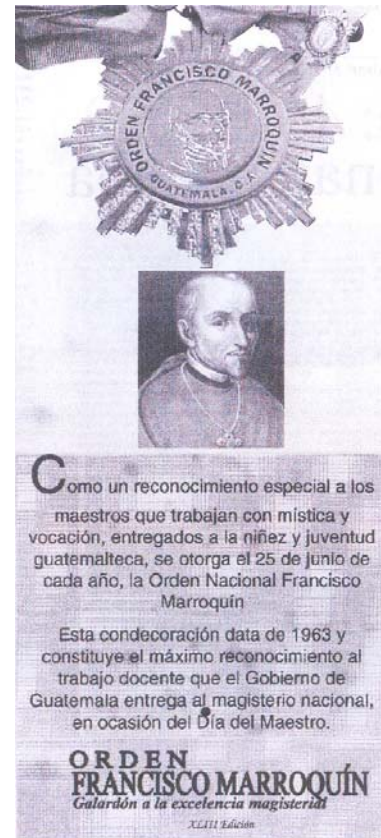 ORDEN FRANCISCO MARROQUIN
GUATEMALA, C.A.
Como un reconocimiento especial a los
maestros que trabajan con mística y
vocación, entregados a la niñez y juventud
guatemalteca, se otorga el 25 de junio de
cada año, la Orden Nacional Francisco
Marroquín
Esta condecoración data de 1963 y
constituye el máximo reconocimiento al
trabajo docente que el Gobierno de
Guatemala entrega al magisterio nacional,
en ocasión del Día del Maestro.
ORDEN
FRANCISCO MARROQUÍN
Galardón a la excelencia magisterial
XLIII Edición